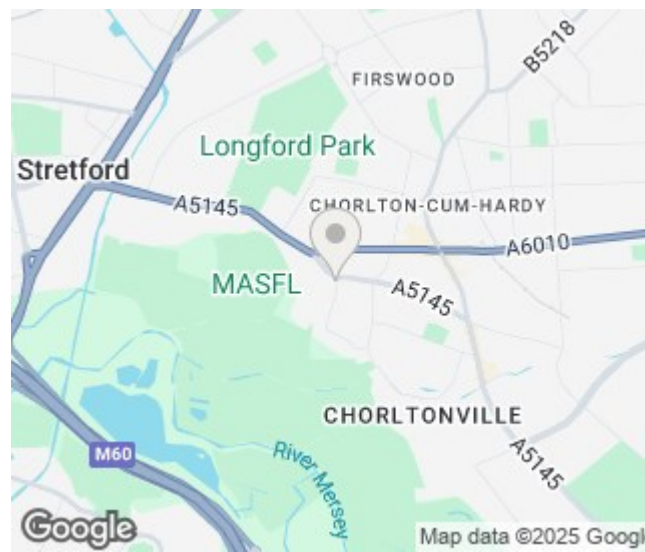 B5218
FIRSWOOD
Longford Park
Stretford
A5145
CHORLTON-CUM-HARDY
A6010
MASFL
A5145
CHORLTONVILLE
M60
River Mersey
A5145
Google
Map data ©2025 Google